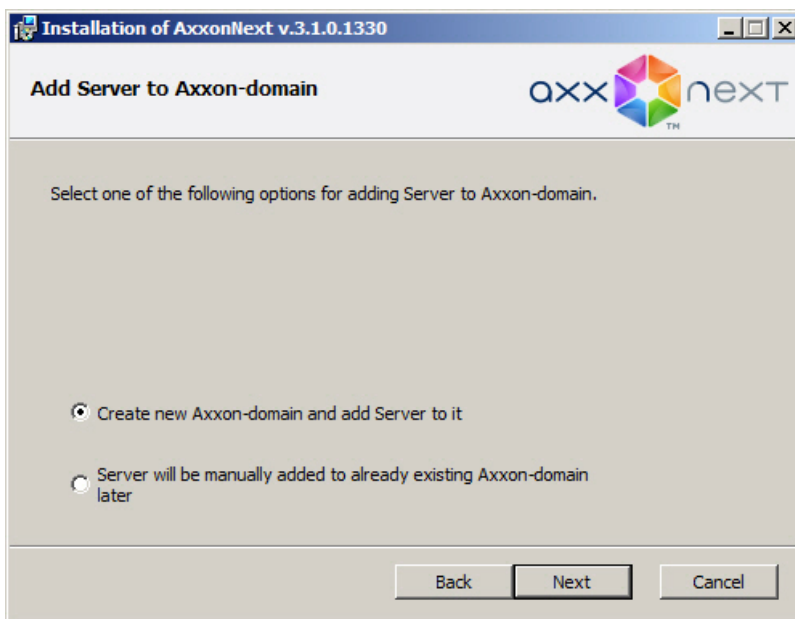 Installation of AxxonNext v.3.1.0.1330
Add Server to Axxon-domain
axx next
TM
Select one of the following options for adding Server to Axxon-domain.
Create new Axxon-domain and add Server to it
Server will be manually added to already existing Axxon-domain
later
Back
Next
Cancel